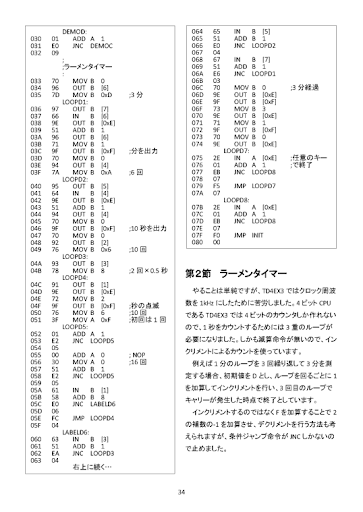 DEMOD:
030 01 ADD A 1
031 E0 JNC DEMOC
032 09
;
;ラーメンタイマー
;
033 70 MOV B 0
034 96 OUT B [6]
035 7D MOV B 0xD ;3 分
LOOPD1:
036 97 OUT B [7]
037 66 IN B [6]
038 9E OUT B [0xE]
039 51 ADD B 1
03A 96 OUT B [6]
03B 71 MOV B 1
03C 9F OUT B [0xF] ;分を出力
03D 70 MOV B 0
03E 94 OUT B [4]
03F 7A MOV B 0xA ;6 回
LOOPD2:
040 95 OUT B [5]
041 64 IN B [4]
042 9E OUT B [0xE]
043 51 ADD B 1
044 94 OUT B [4]
045 70 MOV B 0
046 9F OUT B [0xF] ;10 秒を出力
047 70 MOV B 0
048 92 OUT B [2]
049 76 MOV B 0x6 ;10 回
LOOPD3:
04A 93 OUT B [3]
04B 78 MOV B 8 ;2 回×0.5 秒
LOOPD4:
04C 91 OUT B [1]
04D 9E OUT B [0xE]
04E 72 MOV B 2
04F 9F OUT B [0xF] ;秒の点滅
050 76 MOV B 6 ;10 回
051 3F MOV A 0xF ;初回は 1 回
LOOPD5:
052 01 ADD A 1
053 E2 JNC LOOPD5
054 05
055 00 ADD A 0 ; NOP
056 30 MOV A 0 ;16 回
057 51 ADD B 1
058 E2 JNC LOOPD5
059 05
05A 61 IN B [1]
05B 58 ADD B 8
05C E0 JNC LABELD6
05D 06
05E FC JMP LOOPD4
05F 04
LABELD6:
060 63 IN B [3]
061 51 ADD B 1
062 EA JNC LOOPD3
063 04
右上に続く…
064 65 IN B [5]
065 51 ADD B 1
066 E0 JNC LOOPD2
067 04
068 67 IN B [7]
069 51 ADD B 1
06A E6 JNC LOOPD1
06B 03
06C 70 MOV B 0 ;3 分経過
06D 9E OUT B [0xE]
06E 9F OUT B [0xF]
06F 73 MOV B 3
070 9E OUT B [0xE]
071 71 MOV B 1
072 9F OUT B [0xF]
073 70 MOV B 0
074 9E OUT B [0xE]
LOOPD7:
075 2E IN A [0xE] ;任意のキー
076 01 ADD A 1 ;で終了
077 EB JNC LOOPD8
078 07
079 F5 JMP LOOPD7
07A 07
LOOPD8:
07B 2E IN A [0xE]
07C 01 ADD A 1
07D EB JNC LOOPD8
07E 07
07F F0 JMP INIT
080 00
第2節 ラーメンタイマー
やることは単純ですが、TD4EX3 ではクロック周波
数を 1kHz にしたために苦労しました。4 ビット CPU
である TD4EX3 では 4 ビットのカウンタしか作れない
ので、1 秒をカウントするためには 3 重のループが
必要になりました。しかも減算命令が無いので、イン
クリメントによるカウントを使っています。
例えば 1 分のループを 3 回繰り返して 3 分を測
定する場合、初期値を D とし、ループを回るごとに 1
を加算してインクリメントを行い、3 回目のループで
キャリーが発生した時点で終了としています。
インクリメントするのではなく F を加算することで 2
の補数の-1 を加算させ、デクリメントを行う方法も考
えられますが、条件ジャンプ命令が JNC しかないの
で止めました。
34